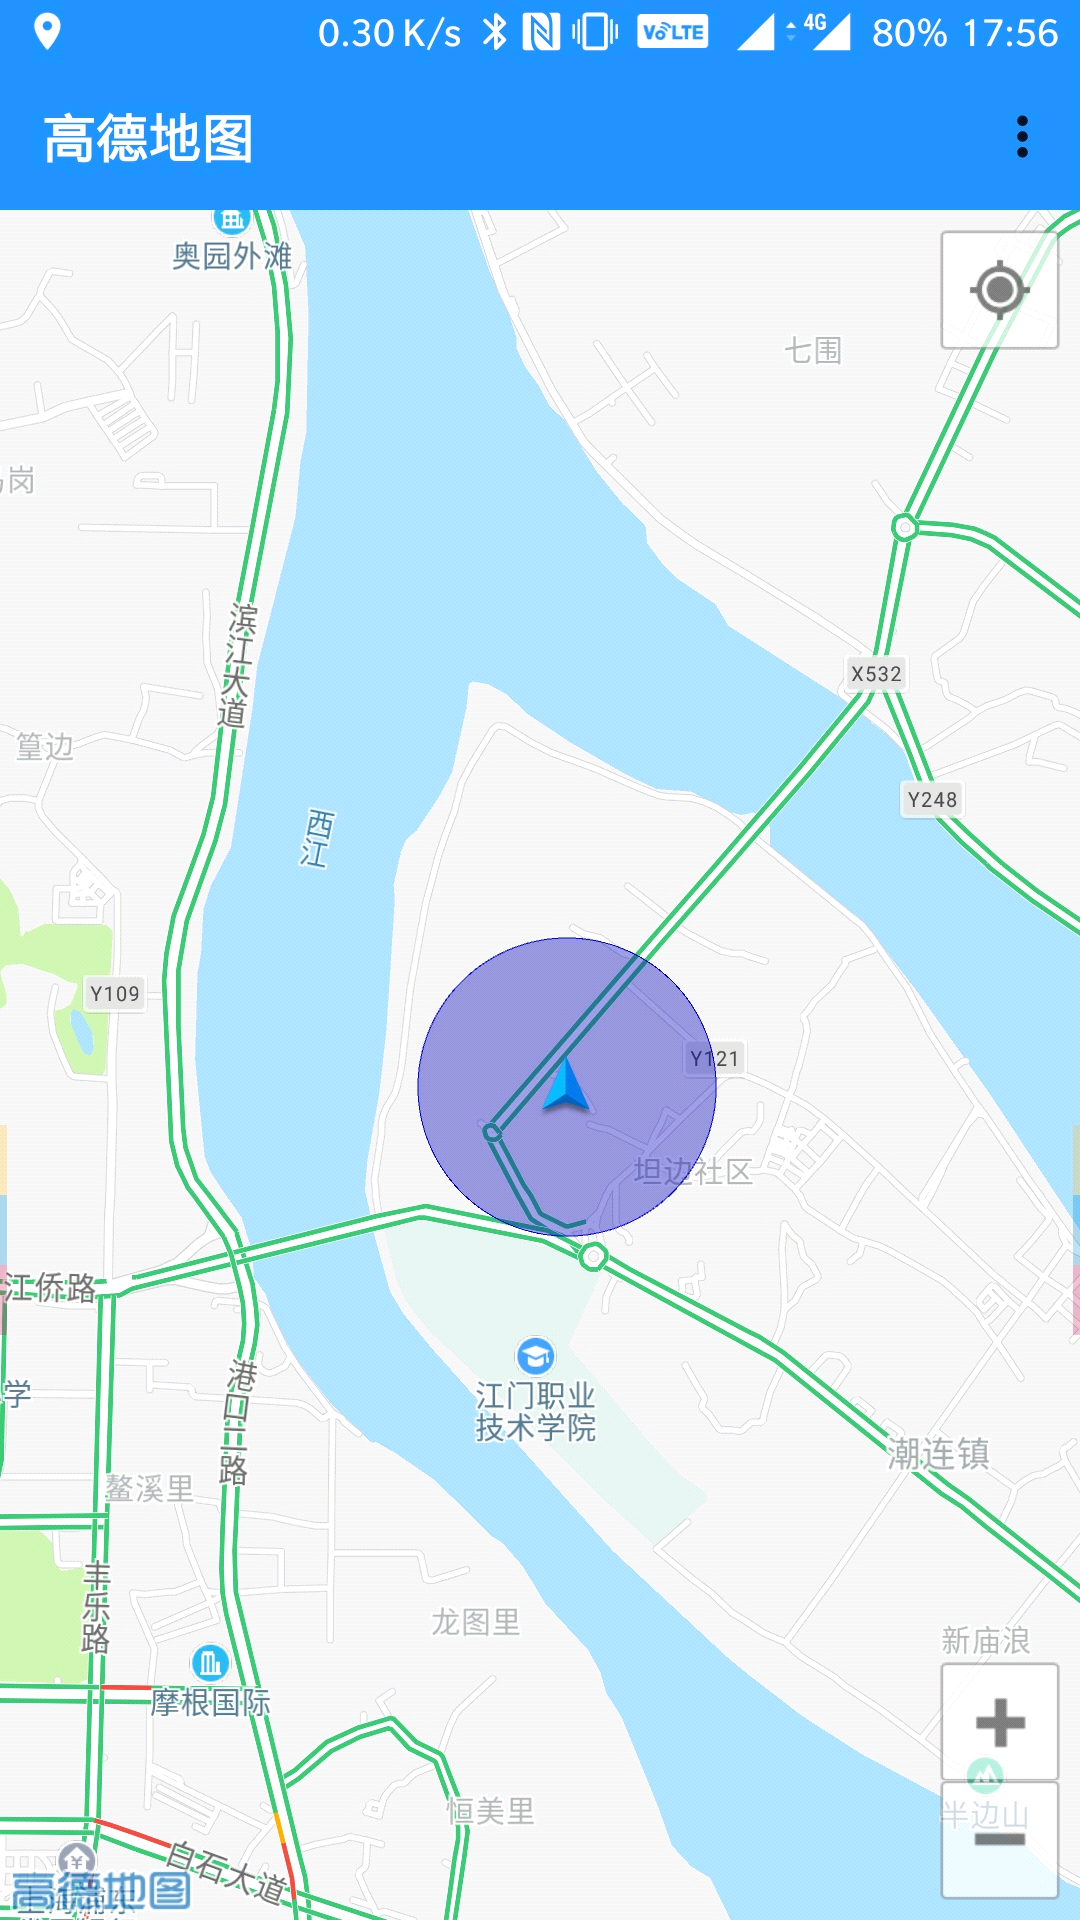 0.30 K/s VoLTE 4G 80% 17:56
高德地图
奥园外滩
七围
岗
滨江大道
X532
篁边
Y248
西江
Y109
Y121
坦边社区
江侨路
江门职业
技术学院
学
港口二路
潮连镇
鳌溪里
丰乐路
龙图里
新庙浪
摩根国际
恒美里
半边山
白石大道
高德地图